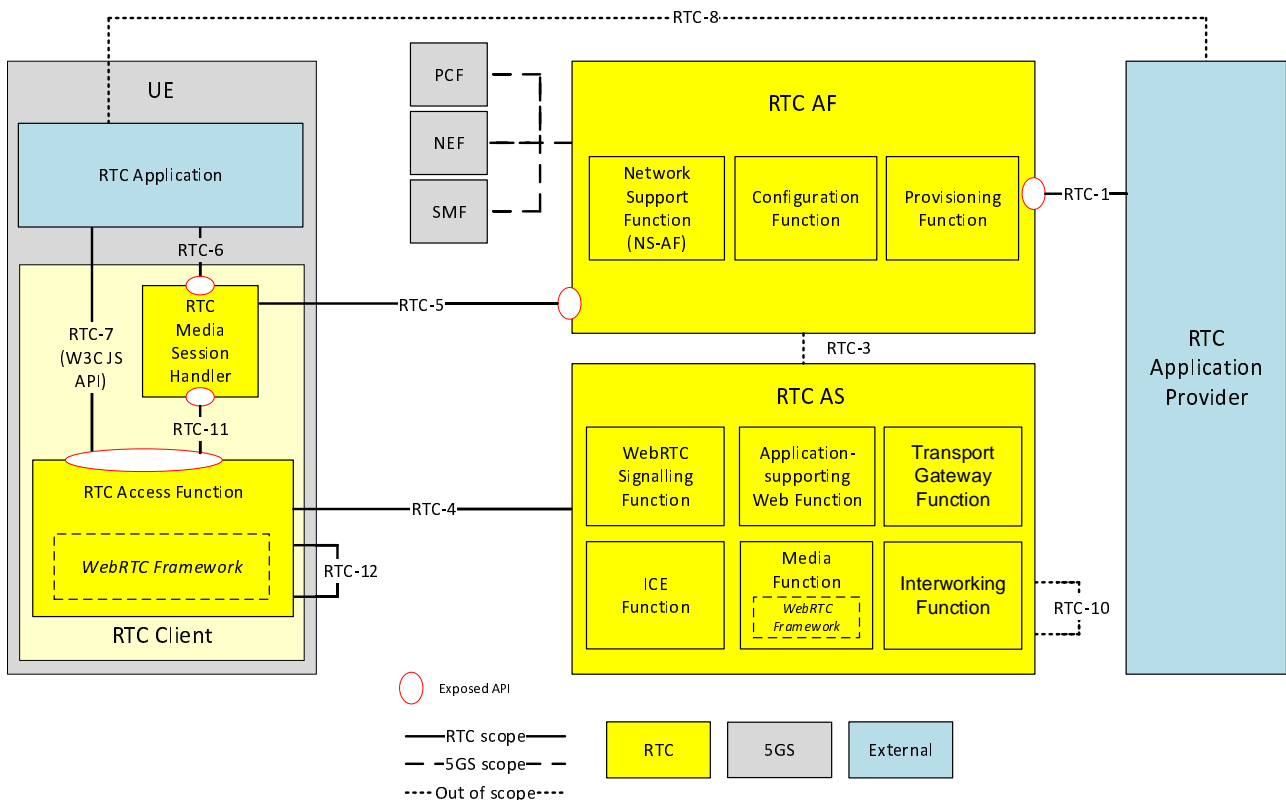 RTC-8
UE
RTC Application
RTC-6
RTC-7
(W3C JS
API)
RTC
Media
Session
Handler
RTC-11
RTC Access Function
WebRTC Framework
RTC-12
RTC Client
PCF
NEF
SMF
RTC-5
RTC-4
RTC AF
Network
Support
Function
(NS-AF)
Configuration
Function
Provisioning
Function
RTC-1
RTC-3
RTC AS
WebRTC
Signalling
Function
Application-
supporting
Web Function
Transport
Gateway
Function
ICE
Function
Media
Function
WebRTC
Framework
Interworking
Function
RTC-10
RTC
Application
Provider
Exposed API
RTC scope
5GS scope
Out of scope
RTC
5GS
External